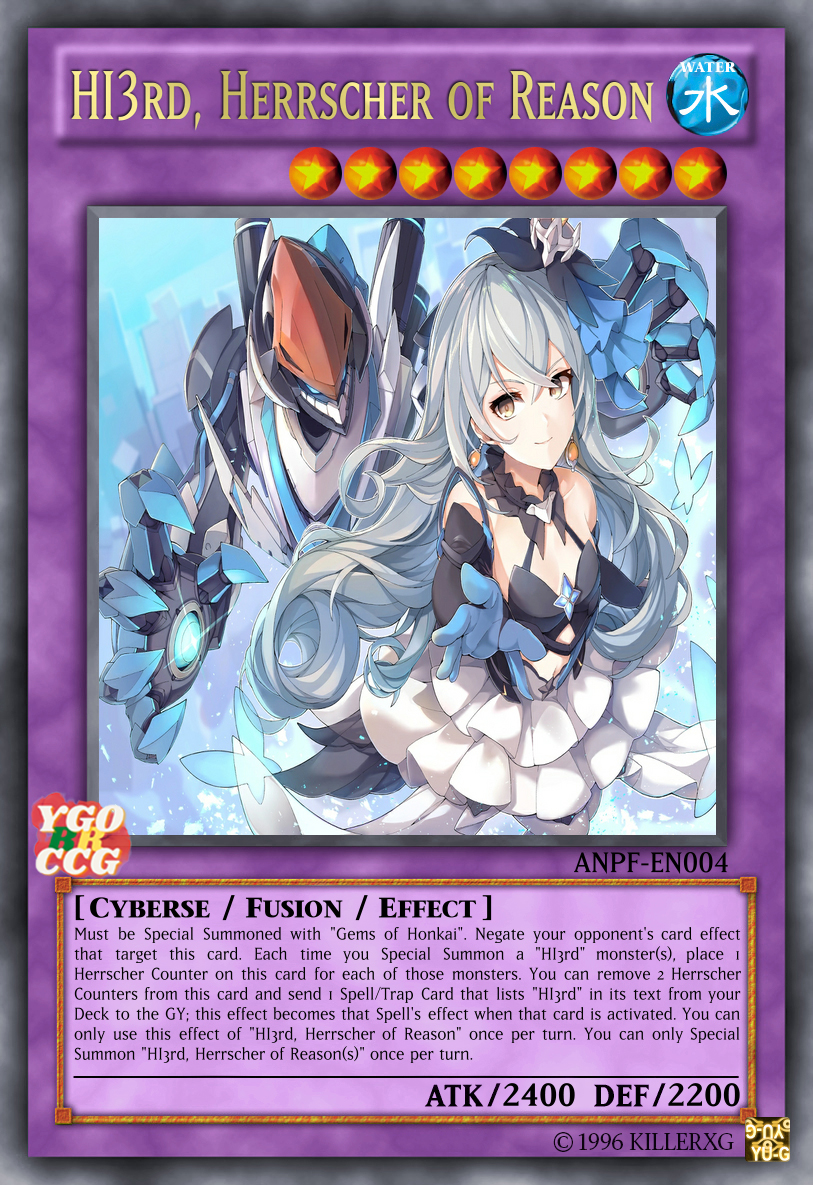 HI3rd, Herrscher of Reason
WATER
水
YGO
RR
CCG
ANPF-EN004
[ Cyberse / Fusion / Effect ]
Must be Special Summoned with "Gems of Honkai". Negate your opponent's card effect
that target this card. Each time you Special Summon a "HI3rd" monster(s), place 1
Herrscher Counter on this card for each of those monsters. You can remove 2 Herrscher
Counters from this card and send 1 Spell/Trap Card that lists "HI3rd" in its text from your
Deck to the GY; this effect becomes that Spell's effect when that card is activated. You can
only use this effect of "HI3rd, Herrscher of Reason" once per turn. You can only Special
Summon "HI3rd, Herrscher of Reason(s)" once per turn.
ATK/2400 DEF/2200
© 1996 KILLERXG
YU-G